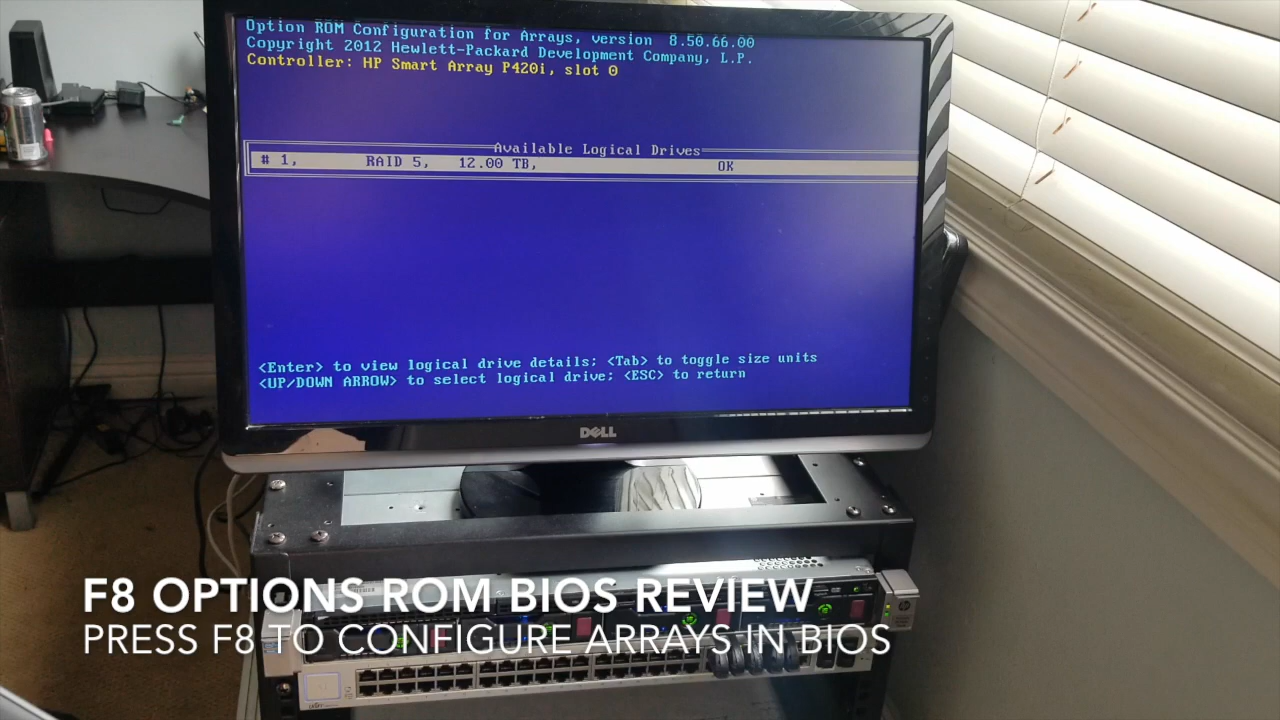 Option ROM Configuration for Arrays, version 8.50.66.00
Copyright 2012 Hewlett-Packard Development Company, L.P.
Controller: HP Smart Array P420i, slot 0
Available Logical Drives
# 1, RAID 5, 12.00 TB, OK
<Enter> to view logical drive details; <Tab> to toggle size units
<UP/DOWN ARROW> to select logical drive; <ESC> to return
DELL
F8 OPTIONS ROM BIOS REVIEW
PRESS F8 TO CONFIGURE ARRAYS IN BIOS